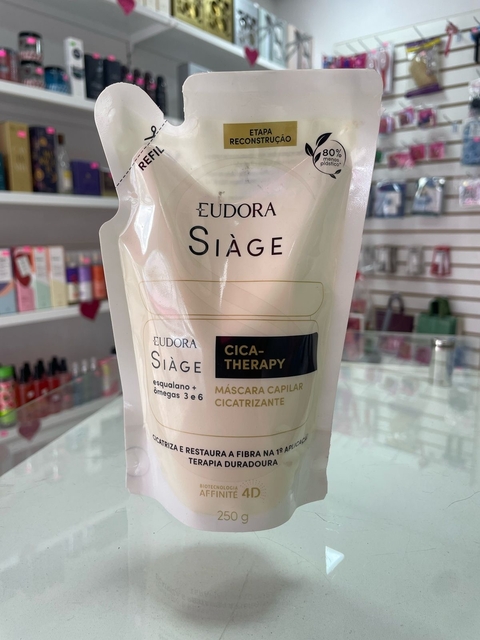 ETAPA
RECONSTRUÇÃO
REFIL
80%
menos
plástico*
EUDORA
SIÀGE
EUDORA
SIÀGE
CICA-
THERAPY
esqualano +
ômegas 3 e 6
MÁSCARA CAPILAR
CICATRIZANTE
CICATRIZA E RESTAURA A FIBRA NA 1ª APLICAÇÃO
TERAPIA DURADOURA
BIOTECNOLOGIA
AFFINITÉ 4D
250 g